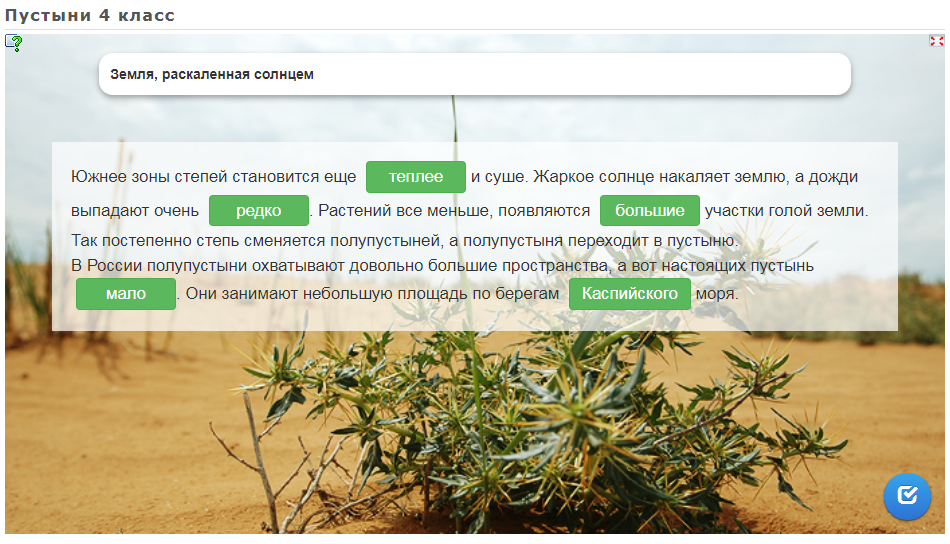 Пустыни 4 класс
Земля, раскаленная солнцем
Южнее зоны степей становится еще теплее и суше. Жаркое солнце накаляет землю, а дожди
выпадают очень редко. Растений все меньше, появляются большие участки голой земли.
Так постепенно степь сменяется полупустыней, а полупустыня переходит в пустыню.
В России полупустыни охватывают довольно большие пространства, а вот настоящих пустынь
мало. Они занимают небольшую площадь по берегам Каспийского моря.